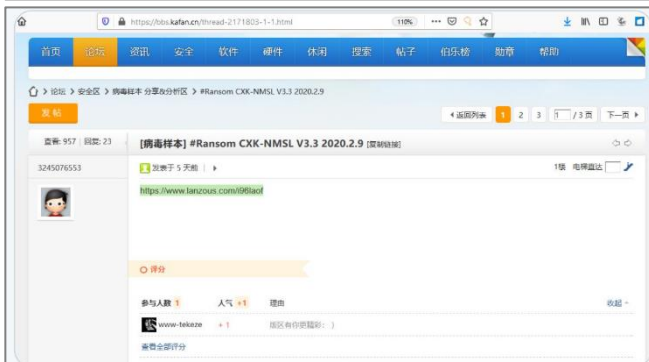 https://bbs.kafan.cn/thread-2171803-1-1.html
110%
首页 论坛 资讯 安全 软件 硬件 休闲 搜索 帖子 伯乐榜 勋章 帮助
论坛 > 安全区 > 病毒样本 分享&分析区 > #Ransom CXK-NMSL V3.3 2020.2.9
发帖
返回列表 1 2 3 1 / 3 页 下一页
查看: 957 回复: 23
[病毒样本] #Ransom CXK-NMSL V3.3 2020.2.9 [复制链接]
3245076553
发表于 5 天前
1楼 电梯直达
https://www.lanzous.com/i96laof
评分
参与人数 1 人气 +1 理由 收起
www-tekeze + 1 版区有你更精彩: )
查看全部评分